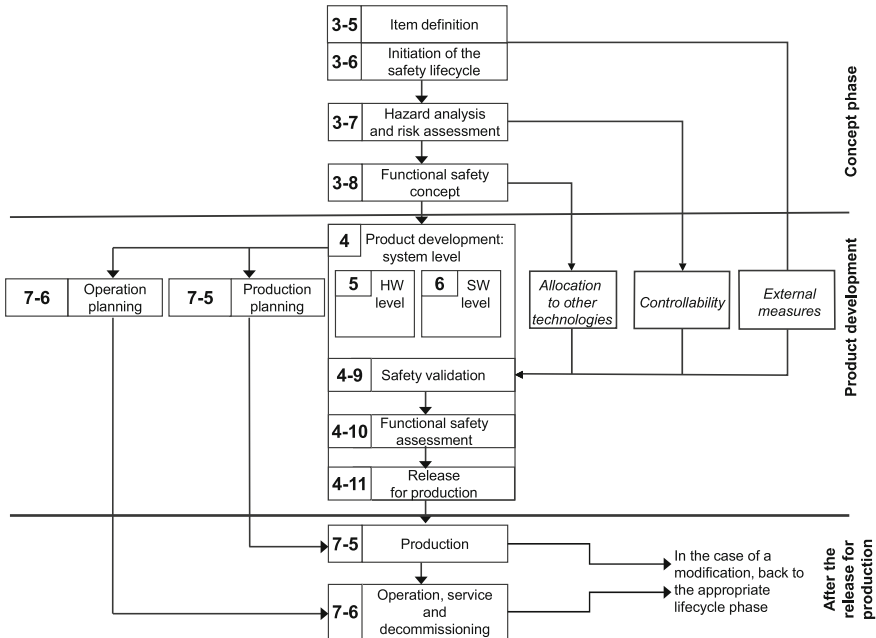 3-5 Item definition
3-6 Initiation of the
safety lifecycle
3-7 Hazard analysis
and risk assessment
3-8 Functional safety
concept
Concept phase
4 Product development:
system level
7-6 Operation
planning
7-5 Production
planning
5 HW
level
6 SW
level
Allocation
to other
technologies
Controllability
External
measures
4-9 Safety validation
4-10 Functional safety
assessment
4-11 Release
for production
Product development
7-5 Production
7-6 Operation, service
and
decommissioning
In the case of a
modification, back to
the appropriate
lifecycle phase
After the
release for
production